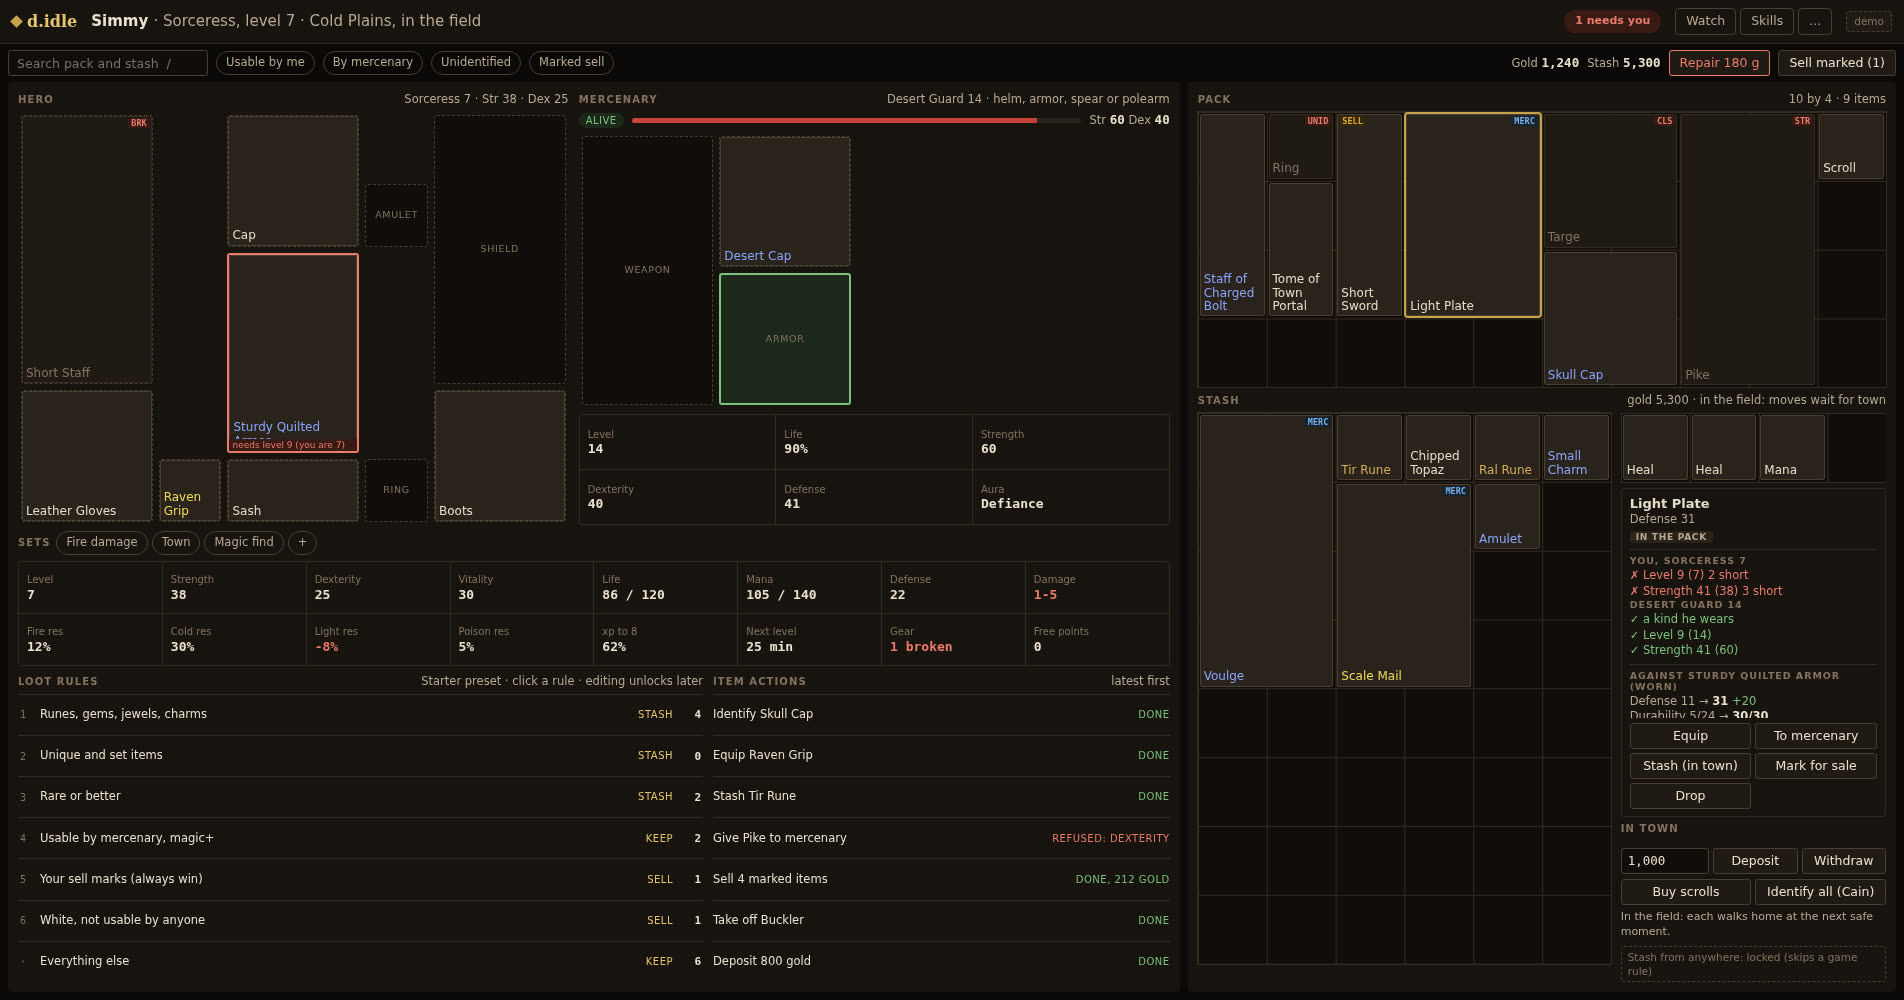 d.idle Simmy · Sorceress, level 7 · Cold Plains, in the field
1 needs you
Watch
Skills
...
demo
Search pack and stash /
Usable by me
By mercenary
Unidentified
Marked sell
Gold 1,240 Stash 5,300
Repair 180 g
Sell marked (1)
HERO
Sorceress 7 · Str 38 · Dex 25
BRK
Short Staff
Cap
AMULET
SHIELD
Sturdy Quilted
needs level 9 (you are 7)
Leather Gloves
Raven
Grip
Sash
RING
Boots
MERCENARY
Desert Guard 14 · helm, armor, spear or polearm
ALIVE
Str 60 Dex 40
WEAPON
Desert Cap
ARMOR
Level
14
Life
90%
Strength
60
Dexterity
40
Defense
41
Aura
Defiance
SETS
Fire damage
Town
Magic find
+
Level
7
Strength
38
Dexterity
25
Vitality
30
Life
86 / 120
Mana
105 / 140
Defense
22
Damage
1-5
Fire res
12%
Cold res
30%
Light res
-8%
Poison res
5%
xp to 8
62%
Next level
25 min
Gear
1 broken
Free points
0
LOOT RULES
Starter preset · click a rule · editing unlocks later
1 Runes, gems, jewels, charms STASH 4
2 Unique and set items STASH 0
3 Rare or better STASH 2
4 Usable by mercenary, magic+ KEEP 2
5 Your sell marks (always win) SELL 1
6 White, not usable by anyone SELL 1
· Everything else KEEP 6
ITEM ACTIONS
latest first
Identify Skull Cap DONE
Equip Raven Grip DONE
Stash Tir Rune DONE
Give Pike to mercenary REFUSED: DEXTERITY
Sell 4 marked items DONE, 212 GOLD
Take off Buckler DONE
Deposit 800 gold DONE
PACK
10 by 4 · 9 items
Staff of
Charged
Bolt
UNID
Ring
Tome of
Town
Portal
SELL
Short
Sword
MERC
Light Plate
CLS
Targe
Skull Cap
STR
Pike
Scroll
STASH
gold 5,300 · in the field: moves wait for town
MERC
Voulge
Tir Rune
Chipped
Topaz
Ral Rune
Small
Charm
MERC
Scale Mail
Amulet
Heal
Heal
Mana
Light Plate
Defense 31
IN THE PACK
YOU, SORCERESS 7
✗ Level 9 (7) 2 short
✗ Strength 41 (38) 3 short
DESERT GUARD 14
✓ a kind he wears
✓ Level 9 (14)
✓ Strength 41 (60)
AGAINST STURDY QUILTED ARMOR
(WORN)
Defense 11 → 31 +20
Durability 5/24 → 30/30
Equip
To mercenary
Stash (in town)
Mark for sale
Drop
IN TOWN
1,000
Deposit
Withdraw
Buy scrolls
Identify all (Cain)
In the field: each walks home at the next safe
moment.
Stash from anywhere: locked (skips a game
rule)